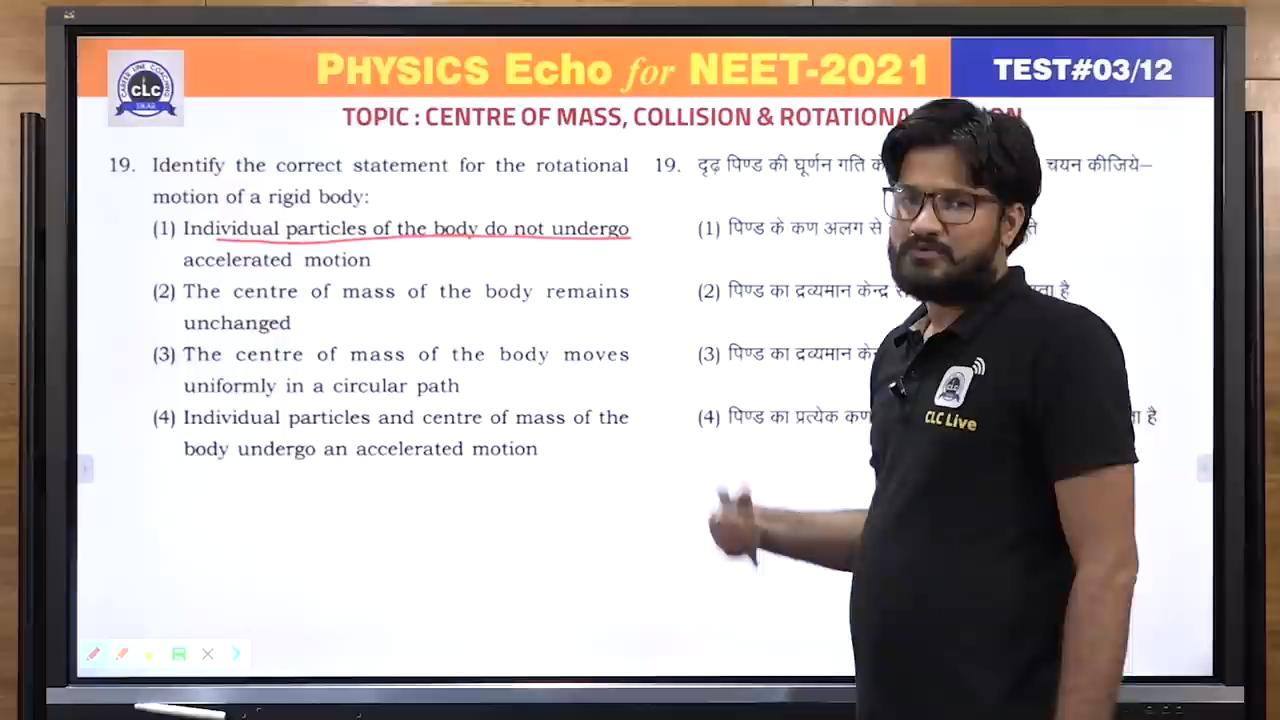 PHYSICS Echo for NEET-2021
TEST#03/12
CLC
TOPIC : CENTRE OF MASS, COLLISION & ROTATIONA
19. Identify the correct statement for the rotational
motion of a rigid body:
(1) Individual particles of the body do not undergo
accelerated motion
(2) The centre of mass of the body remains
unchanged
(3) The centre of mass of the body moves
uniformly in a circular path
(4) Individual particles and centre of mass of the
body undergo an accelerated motion
19. दृढ़ पिण्ड की घूर्णन गति चयन कीजिये–
(1) पिण्ड के कण अलग से
(2) पिण्ड का द्रव्यमान केन्द्र है
(3) पिण्ड का द्रव्यमान
(4) पिण्ड का प्रत्येक कण है
CLC
CLC Live